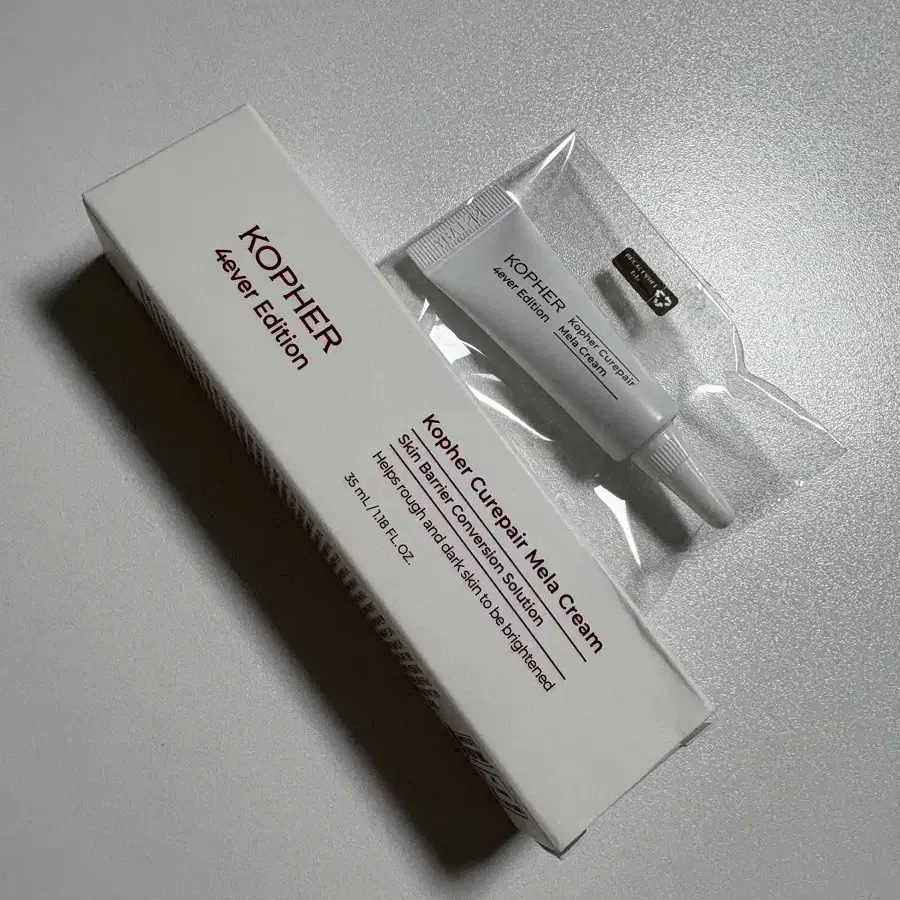 KOPHER
4ever Edition
Kopher Curepair Mela Cream
Skin Barrier Conversion Solution
Helps rough and dark skin to be brightened
35 mL / 1.18 FL.OZ.
KOPHER
4ever Edition
Kopher Curepair
Mela Cream